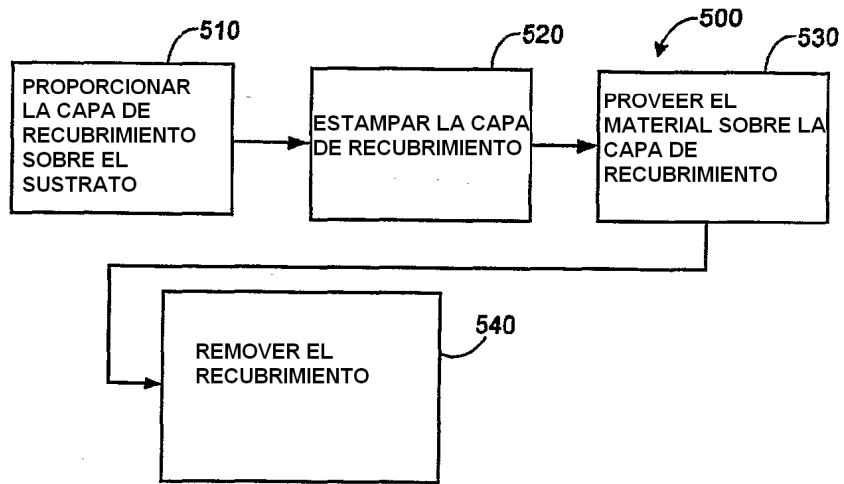 510
PROPORCIONAR
LA CAPA DE
RECUBRIMIENTO
SOBRE EL
SUSTRATO
520
ESTAMPAR LA CAPA
DE RECUBRIMIENTO
500
530
PROVEER EL
MATERIAL SOBRE LA
CAPA DE
RECUBRIMIENTO
540
REMOVER EL
RECUBRIMIENTO